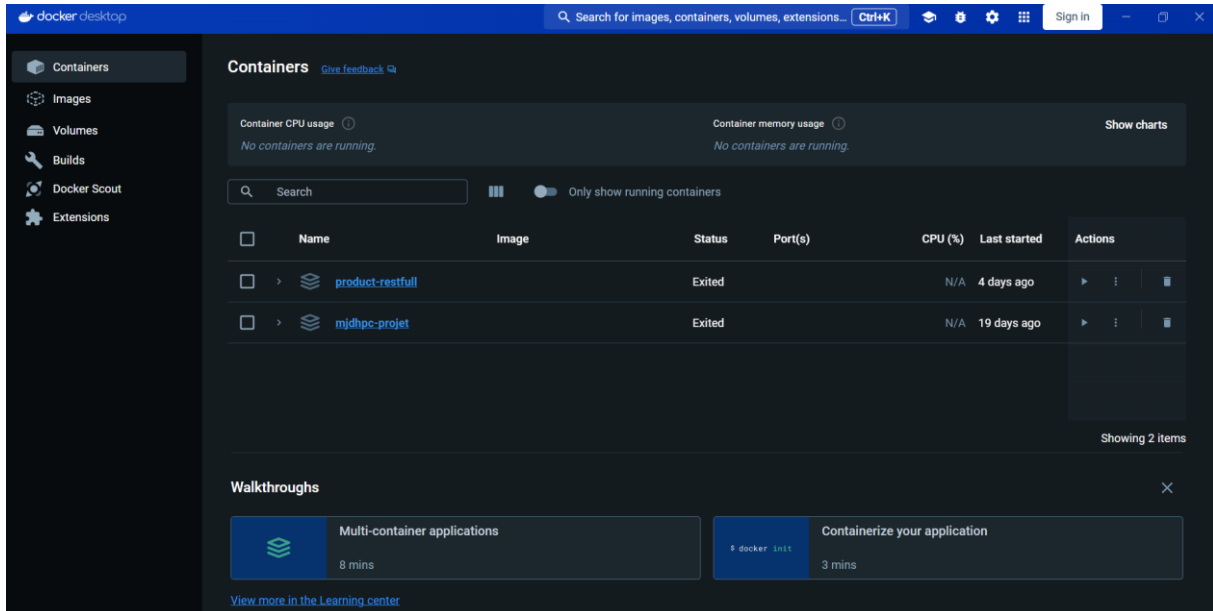 docker desktop
Search for images, containers, volumes, extensions... Ctrl+K
Sign in
Containers
Images
Volumes
Builds
Docker Scout
Extensions
Containers Give feedback
Container CPU usage
No containers are running.
Container memory usage
No containers are running.
Show charts
Search
Only show running containers
Name Image Status Port(s) CPU (%) Last started Actions
product-restfull Exited N/A 4 days ago
mjdhpc-projet Exited N/A 19 days ago
Showing 2 items
Walkthroughs
Multi-container applications
8 mins
$ docker init
Containerize your application
3 mins
View more in the Learning center